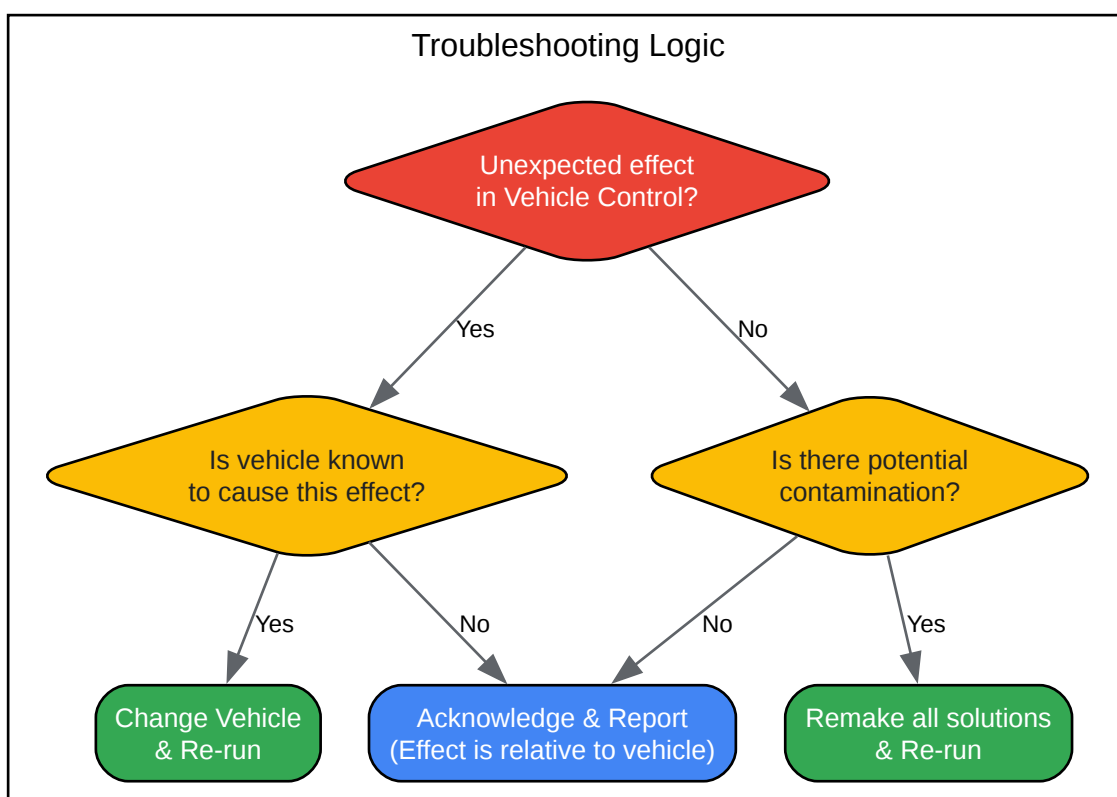 Troubleshooting Logic
Unexpected effect
in Vehicle Control?
Yes
No
Is vehicle known
to cause this effect?
Is there potential
contamination?
Yes
No
No
Yes
Change Vehicle
& Re-run
Acknowledge & Report
(Effect is relative to vehicle)
Remake all solutions
& Re-run